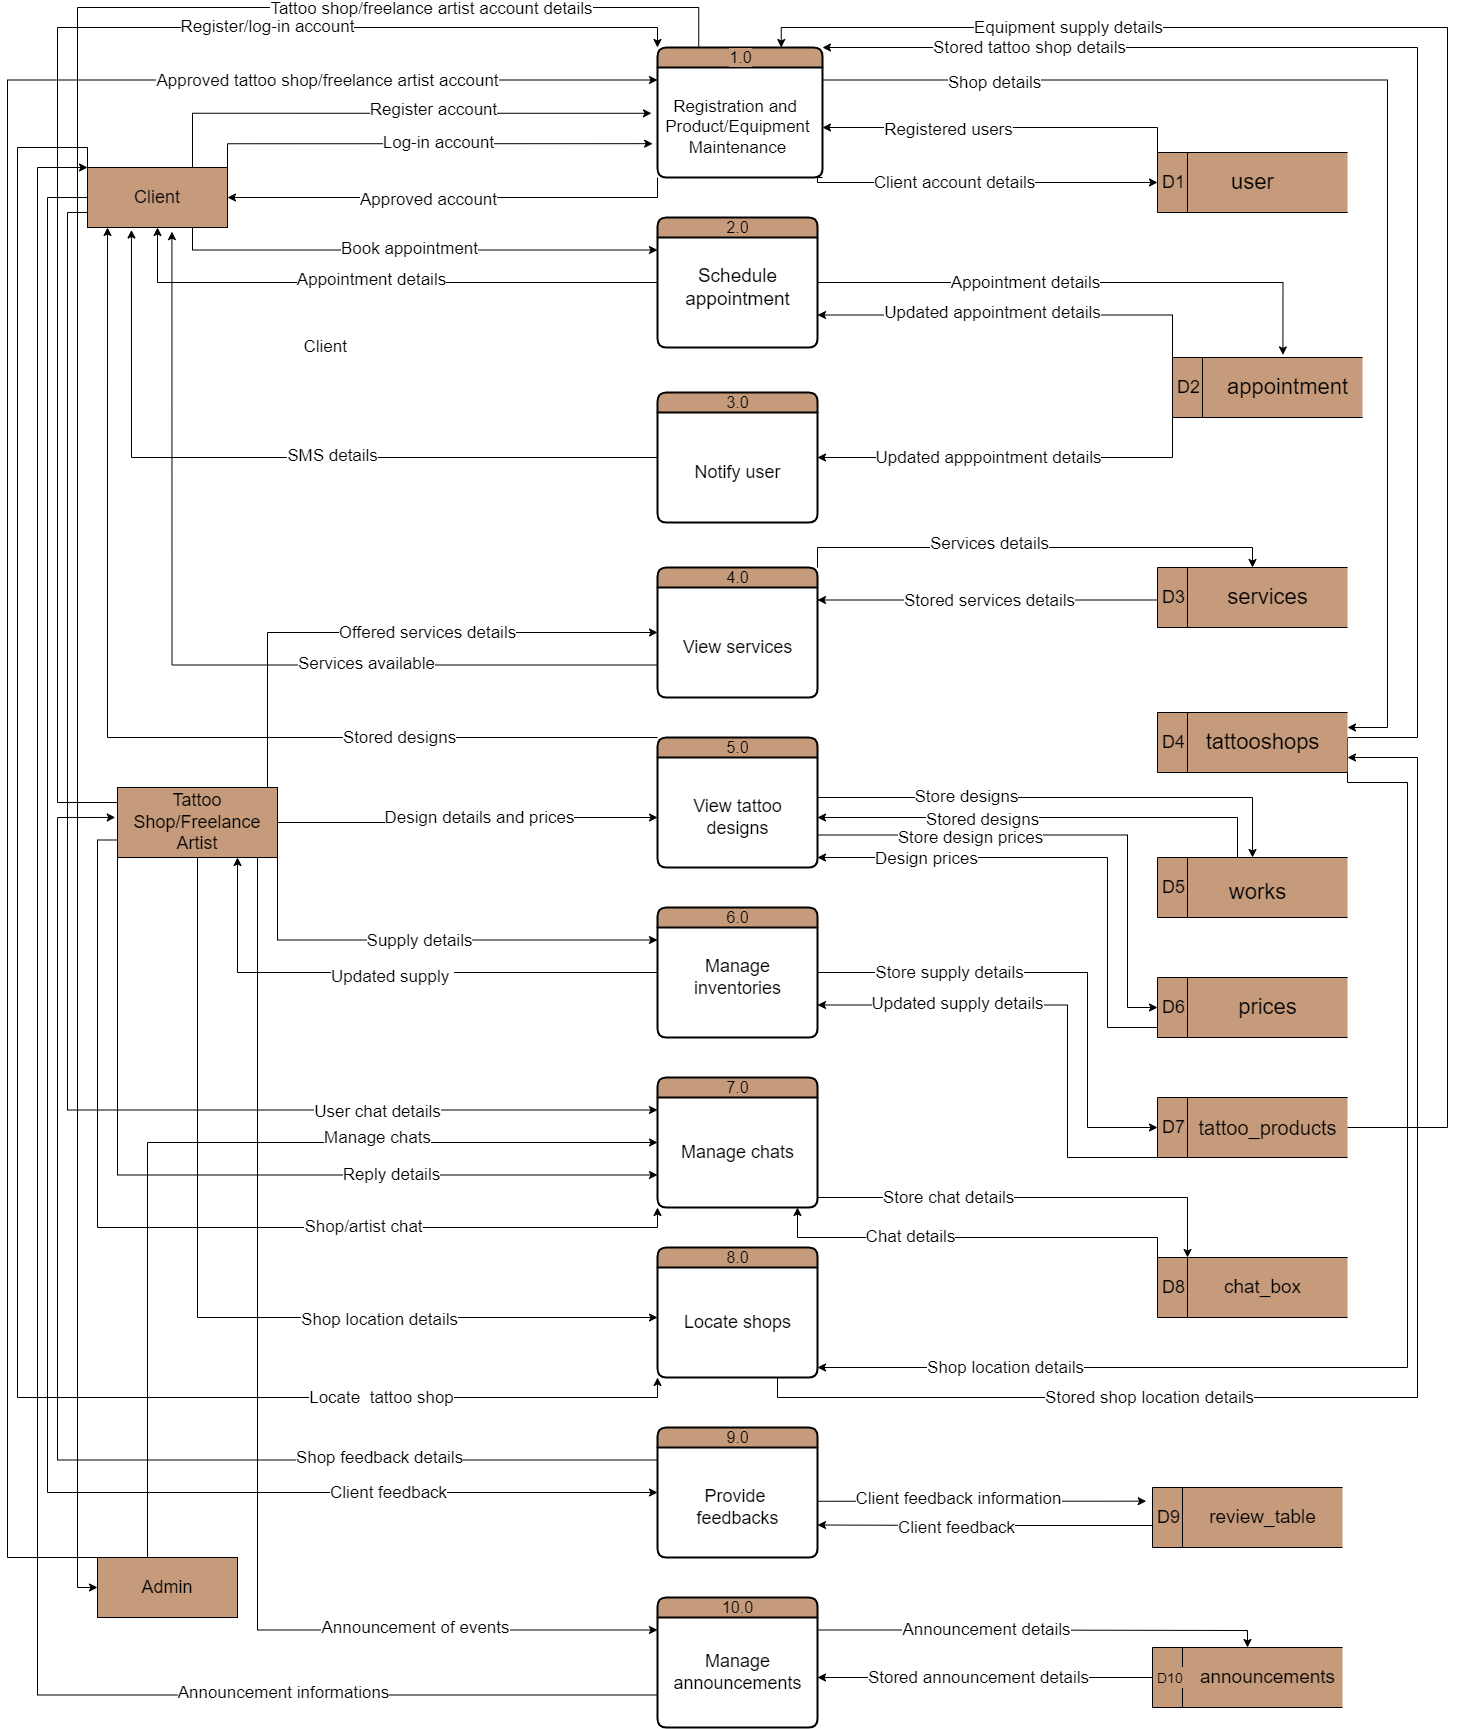 Tattoo shop/freelance artist account details
Register/log-in account
Equipment supply details
Stored tattoo shop details
1.0
Approved tattoo shop/freelance artist account
Shop details
Registration and
Product/Equipment
Maintenance
Register account
Registered users
Log-in account
Client account details
D1
user
Client
Approved account
2.0
Book appointment
Schedule
appointment
Appointment details
Appointment details
Updated appointment details
Client
D2
appointment
3.0
SMS details
Updated apppointment details
Notify user
Services details
4.0
Stored services details
D3
services
Offered services details
View services
Services available
Stored designs
5.0
D4
tattooshops
Tattoo
Shop/Freelance
Artist
Design details and prices
View tattoo
designs
Store designs
Stored designs
Store design prices
Design prices
D5
works
6.0
Supply details
Manage
inventories
Updated supply
Store supply details
Updated supply details
D6
prices
7.0
User chat details
Manage chats
Reply details
Manage chats
D7
tattoo_products
Store chat details
Shop/artist chat
Chat details
8.0
D8
chat_box
Shop location details
Locate shops
Shop location details
Locate  tattoo shop
Stored shop location details
9.0
Shop feedback details
Client feedback
Provide
feedbacks
Client feedback information
Client feedback
D9
review_table
Admin
10.0
Announcement of events
Announcement details
Manage
announcements
Stored announcement details
D10
announcements
Announcement informations